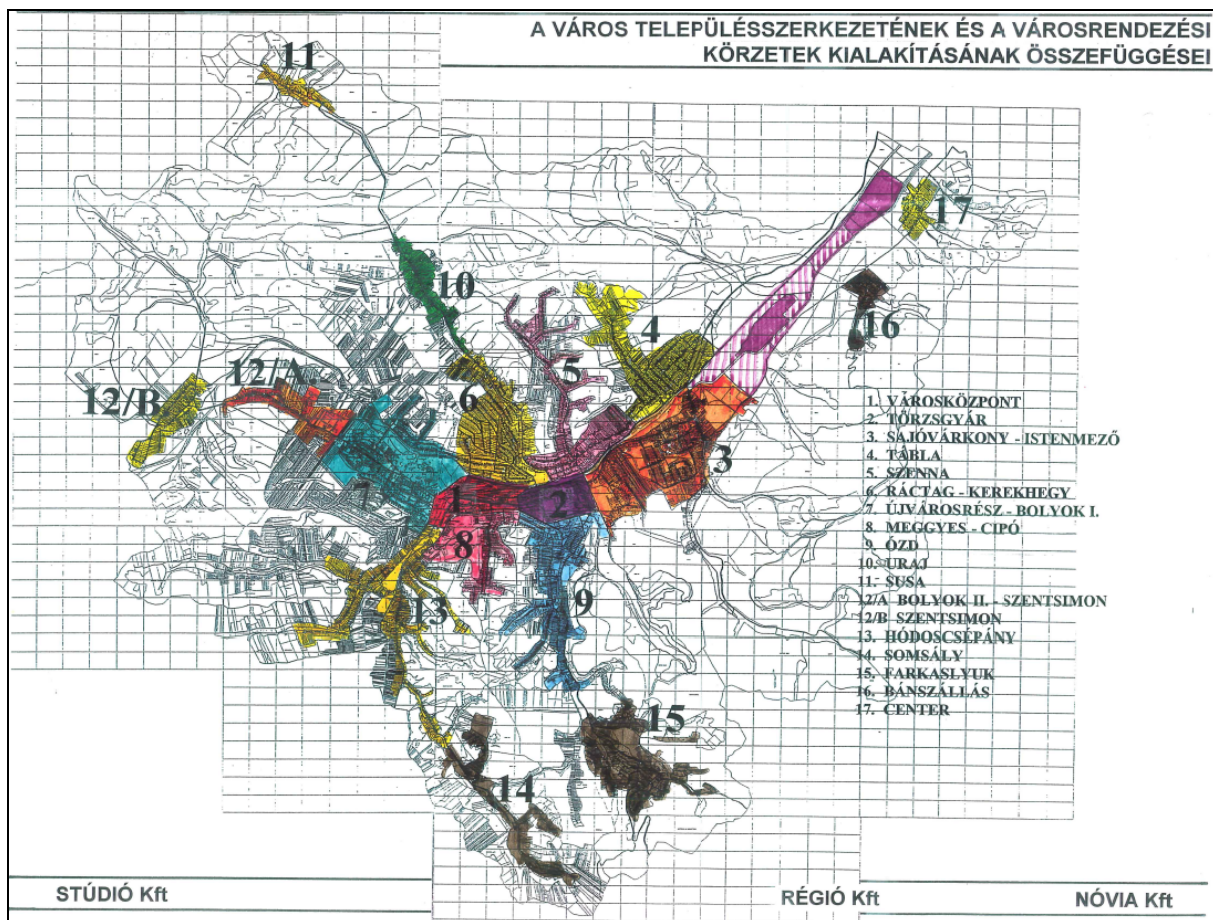 A VÁROS TELEPÜLÉSSZERKEZETÉNEK ÉS A VÁROSRENDEZÉSI
KÖRZETEK KIALAKÍTÁSÁNAK ÖSSZEFÜGGÉSEI
11
17
10
4
16
5
12/A
6
12/B
3
7
1
2
8
9
13
15
14
1. VÁROSKÖZPONT
2. TÖRZSGYÁR
3. SAJÓVÁRKONY - ISTENMEZŐ
4. TÁBLA
5. SZENNA
6. RÁCTAG - KEREKHEGY
7. ÚJVÁROSRÉSZ - BOLYOK I.
8. MEGGYES - CIPÓ
9. ÓZD
10. URAJ
11. SUSA
12/A BOLYOK II. - SZENTSIMON
12/B SZENTSIMON
13. HÓDOSCSÉPÁNY
14. SOMSÁLY
15. FARKASLYUK
16. BÁNSZÁLLÁS
17. CENTER
STÚDIÓ Kft
RÉGIÓ Kft
NÓVIA Kft